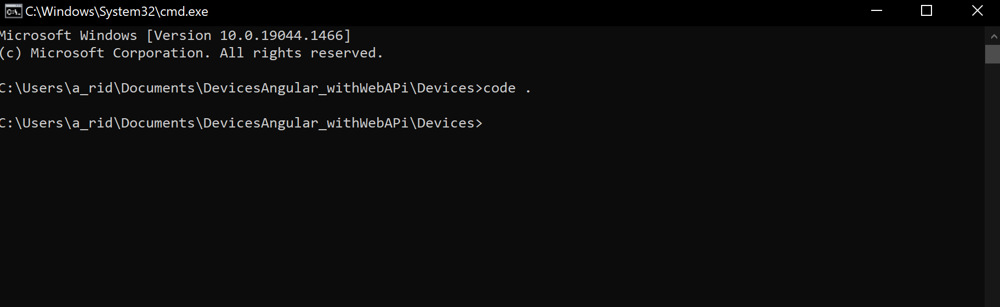 C:\Windows\System32\cmd.exe
Microsoft Windows [Version 10.0.19044.1466]
(c) Microsoft Corporation. All rights reserved.
C:\Users\a_rid\Documents\DevicesAngular_withWebAPi\Devices>code .
C:\Users\a_rid\Documents\DevicesAngular_withWebAPi\Devices>